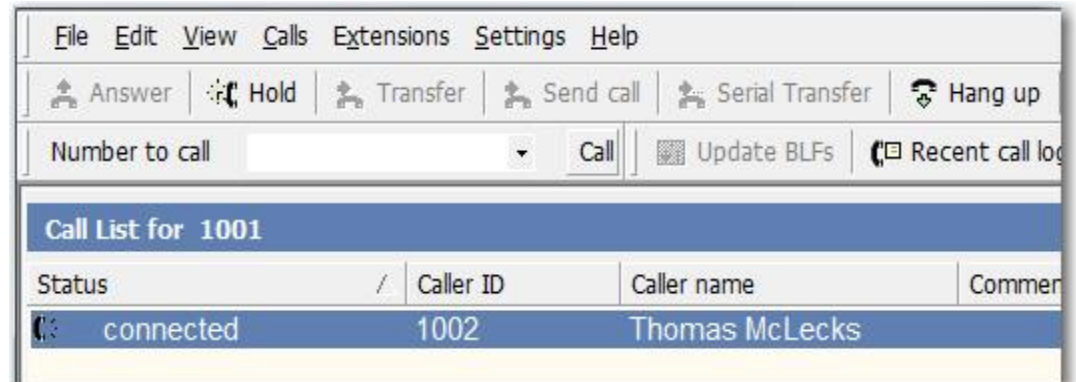 File Edit View Calls Extensions Settings Help
Answer Hold Transfer Send call Serial Transfer Hang up
Number to call Call Update BLFs Recent call log
Call List for 1001
Status Caller ID Caller name Commen
connected 1002 Thomas McLecks